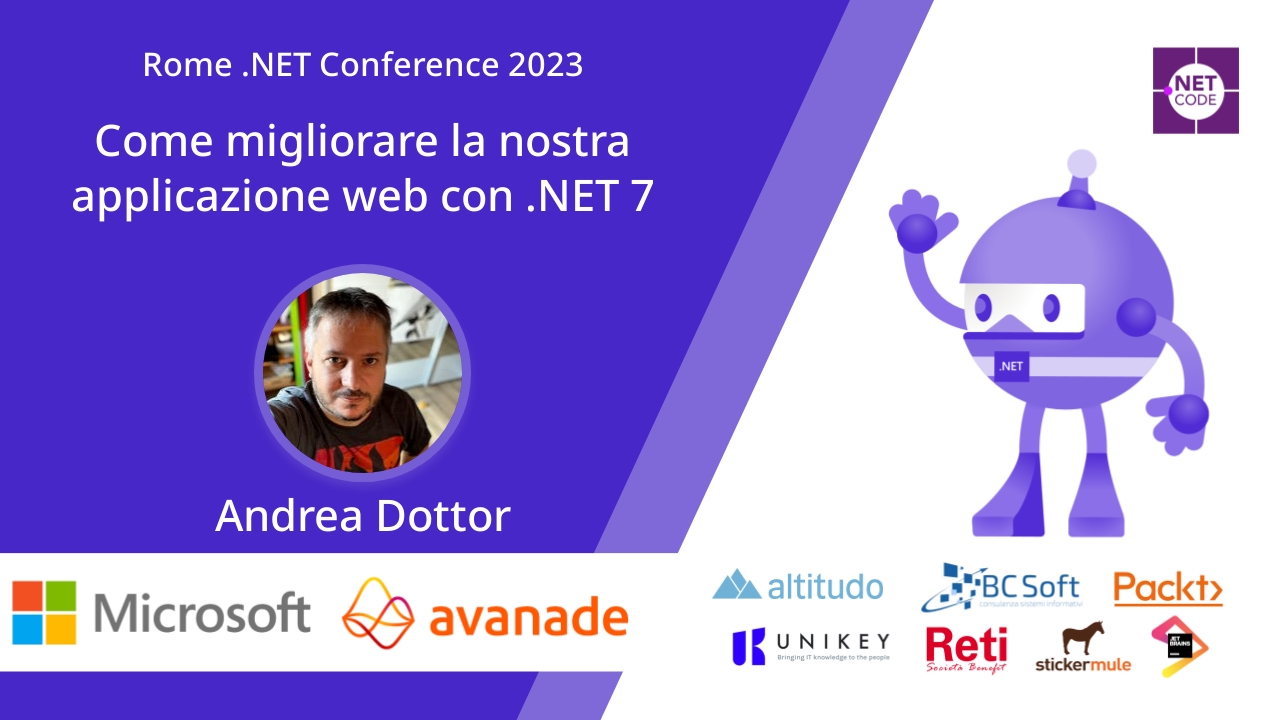 Rome .NET Conference 2023
Come migliorare la nostra
applicazione web con .NET 7
Andrea Dottor
.NET
CODE
.NET
Microsoft
avanade
altitudo
BC Soft
consulenza sistemi informativi
Packt>
UNIKEY
Bringing IT knowledge to the people
Reti
Società Benefit
stickermule
JET
BRAINS